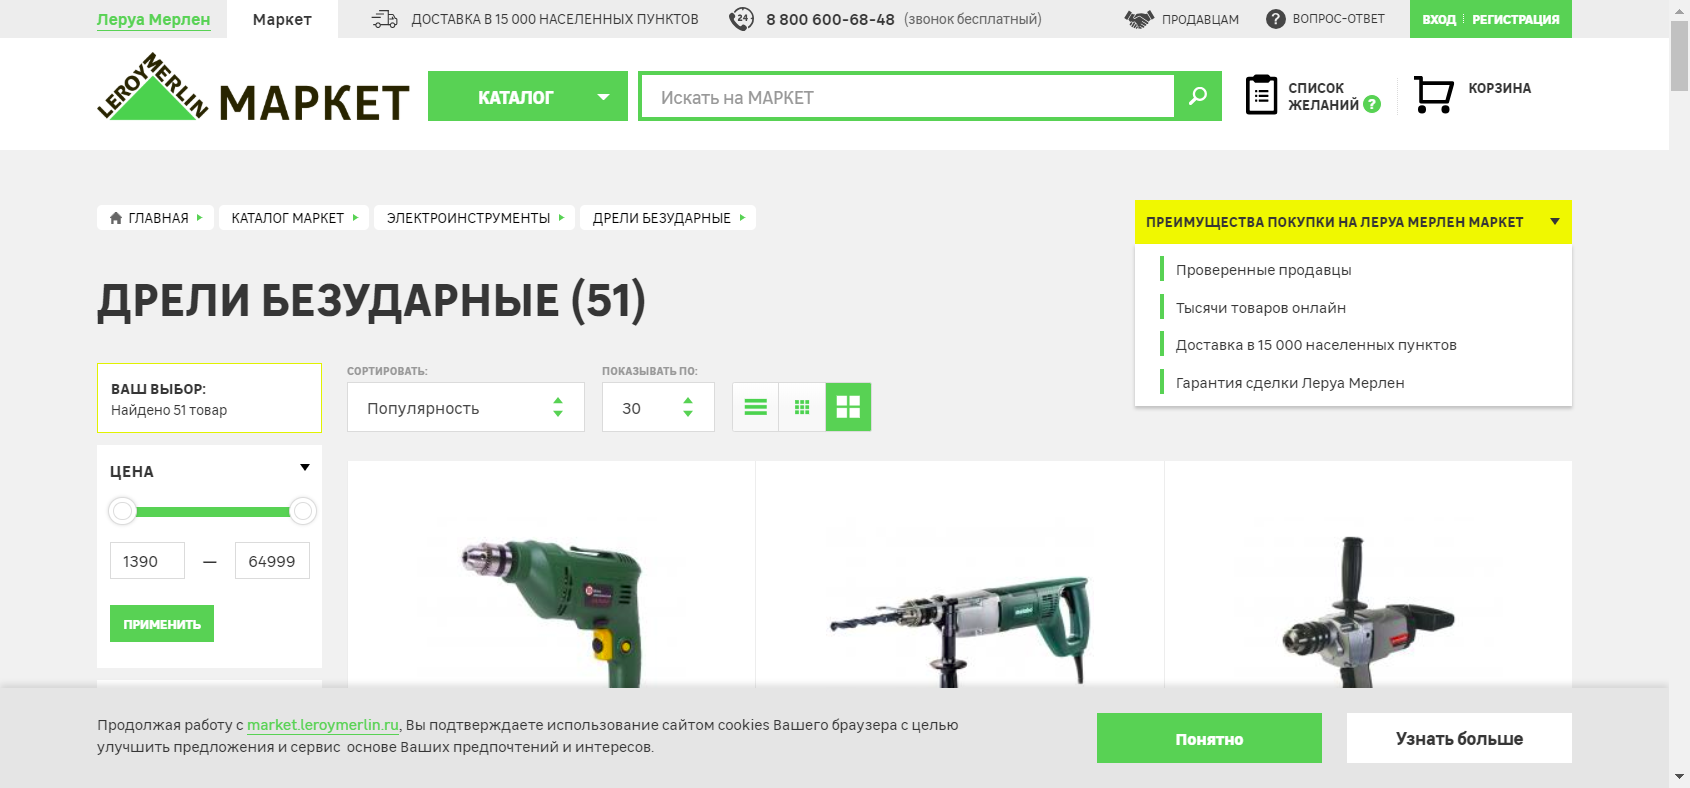 Леруа Мерлен
Маркет
ДОСТАВКА В 15 000 НАСЕЛЕННЫХ ПУНКТОВ
24
8 800 600-68-48 (звонок бесплатный)
ПРОДАВЦАМ
ВОПРОС-ОТВЕТ
ВХОД
РЕГИСТРАЦИЯ
LEROY MERLIN
МАРКЕТ
КАТАЛОГ
Искать на МАРКЕТ
СПИСОК
ЖЕЛАНИЙ ?
КОРЗИНА
ГЛАВНАЯ
КАТАЛОГ МАРКЕТ
ЭЛЕКТРОИНСТРУМЕНТЫ
ДРЕЛИ БЕЗУДАРНЫЕ
ПРЕИМУЩЕСТВА ПОКУПКИ НА ЛЕРУА МЕРЛЕН МАРКЕТ
Проверенные продавцы
Тысячи товаров онлайн
Доставка в 15 000 населенных пунктов
Гарантия сделки Леруа Мерлен
ДРЕЛИ БЕЗУДАРНЫЕ (51)
ВАШ ВЫБОР:
Найдено 51 товар
СОРТИРОВАТЬ:
Популярность
ПОКАЗЫВАТЬ ПО:
30
ЦЕНА
1390 — 64999
ПРИМЕНИТЬ
metabo
Продолжая работу с market.leroymerlin.ru, Вы подтверждаете использование сайтом cookies Вашего браузера с целью
улучшить предложения и сервис основе Ваших предпочтений и интересов.
Понятно
Узнать больше